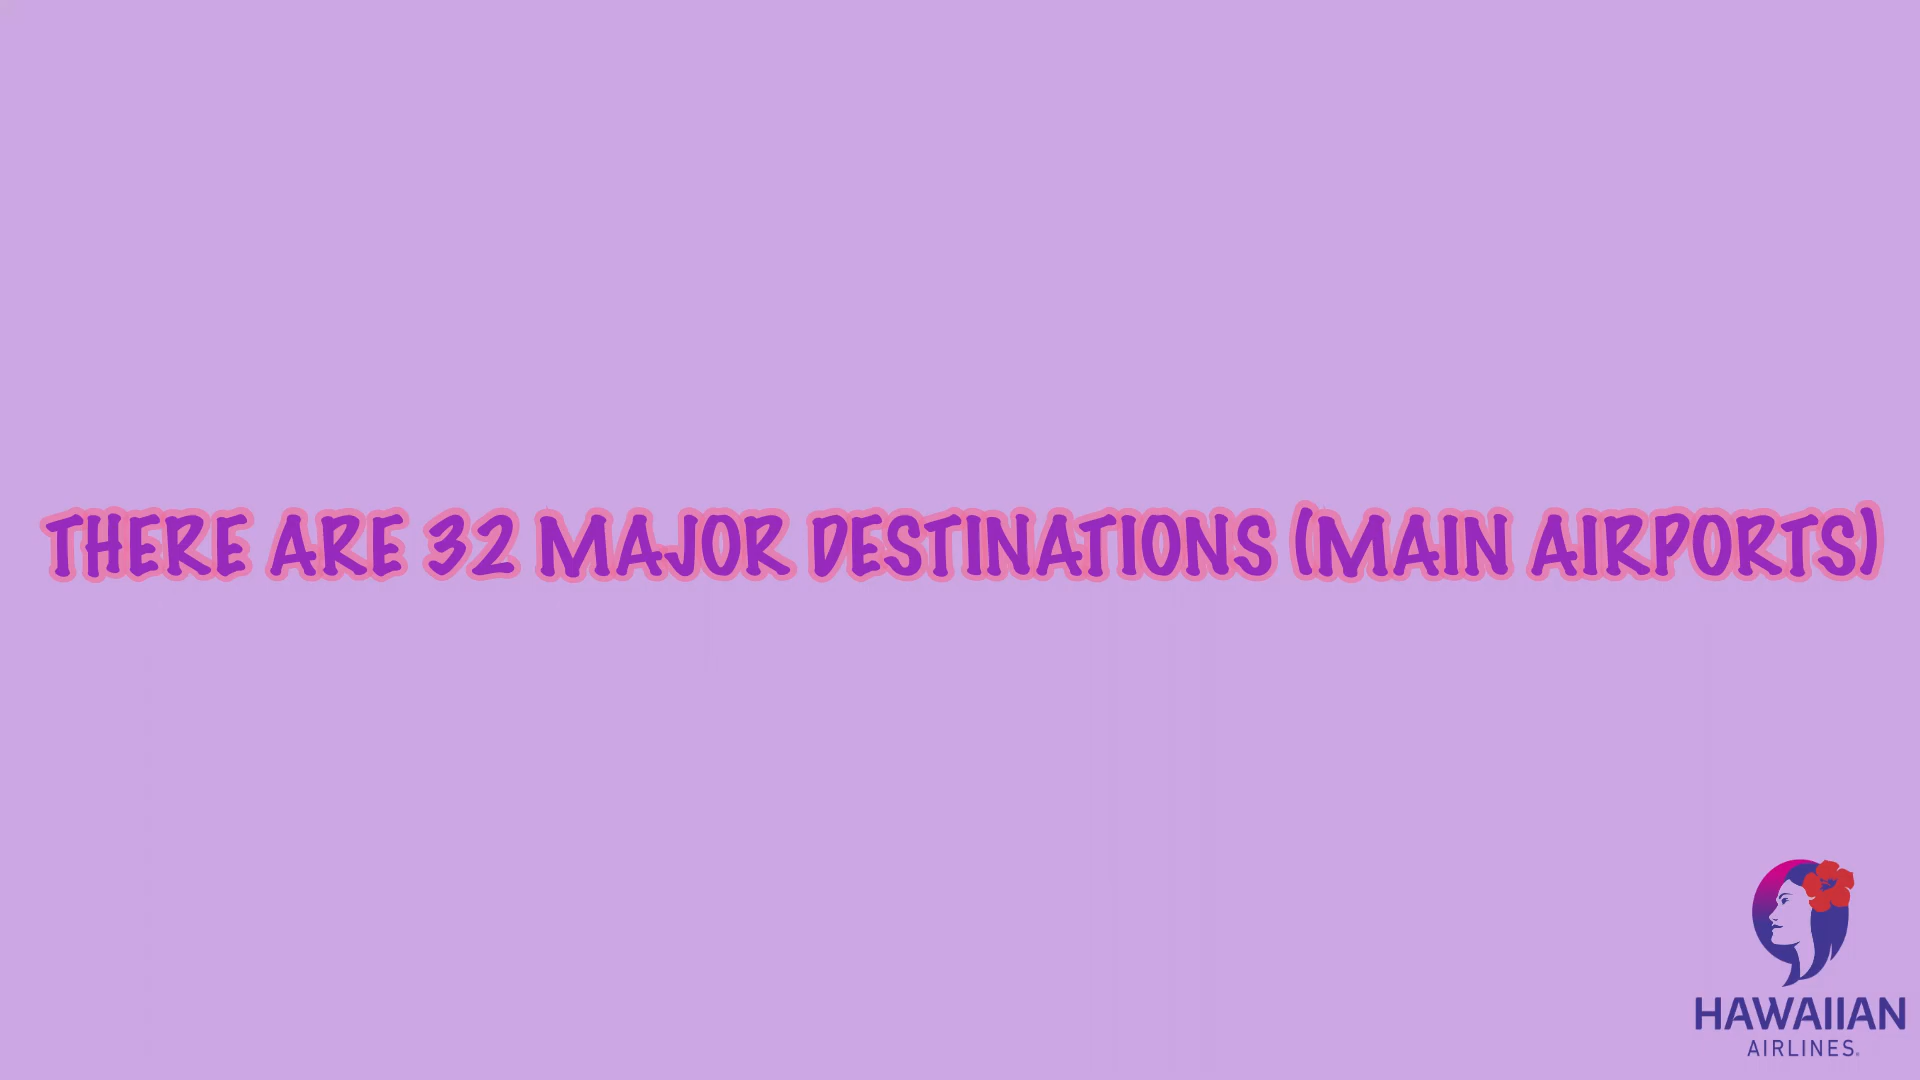 THERE ARE 32 MAJOR DESTINATIONS (MAIN AIRPORTS)
HAWAIIAN
AIRLINES®